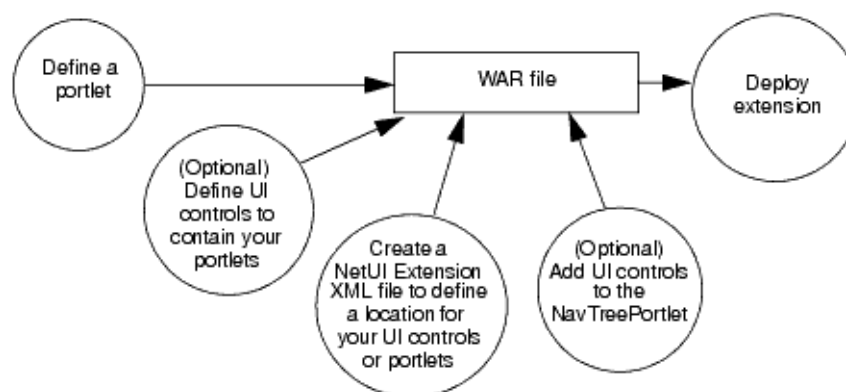 Define a
portlet
WAR file
Deploy
extension
(Optional)
Define UI
controls to
contain your
portlets
Create a
NetUI Extension
XML file to define
a location for
your UI controls
or portlets
(Optional)
Add UI controls
to the
NavTreePortlet